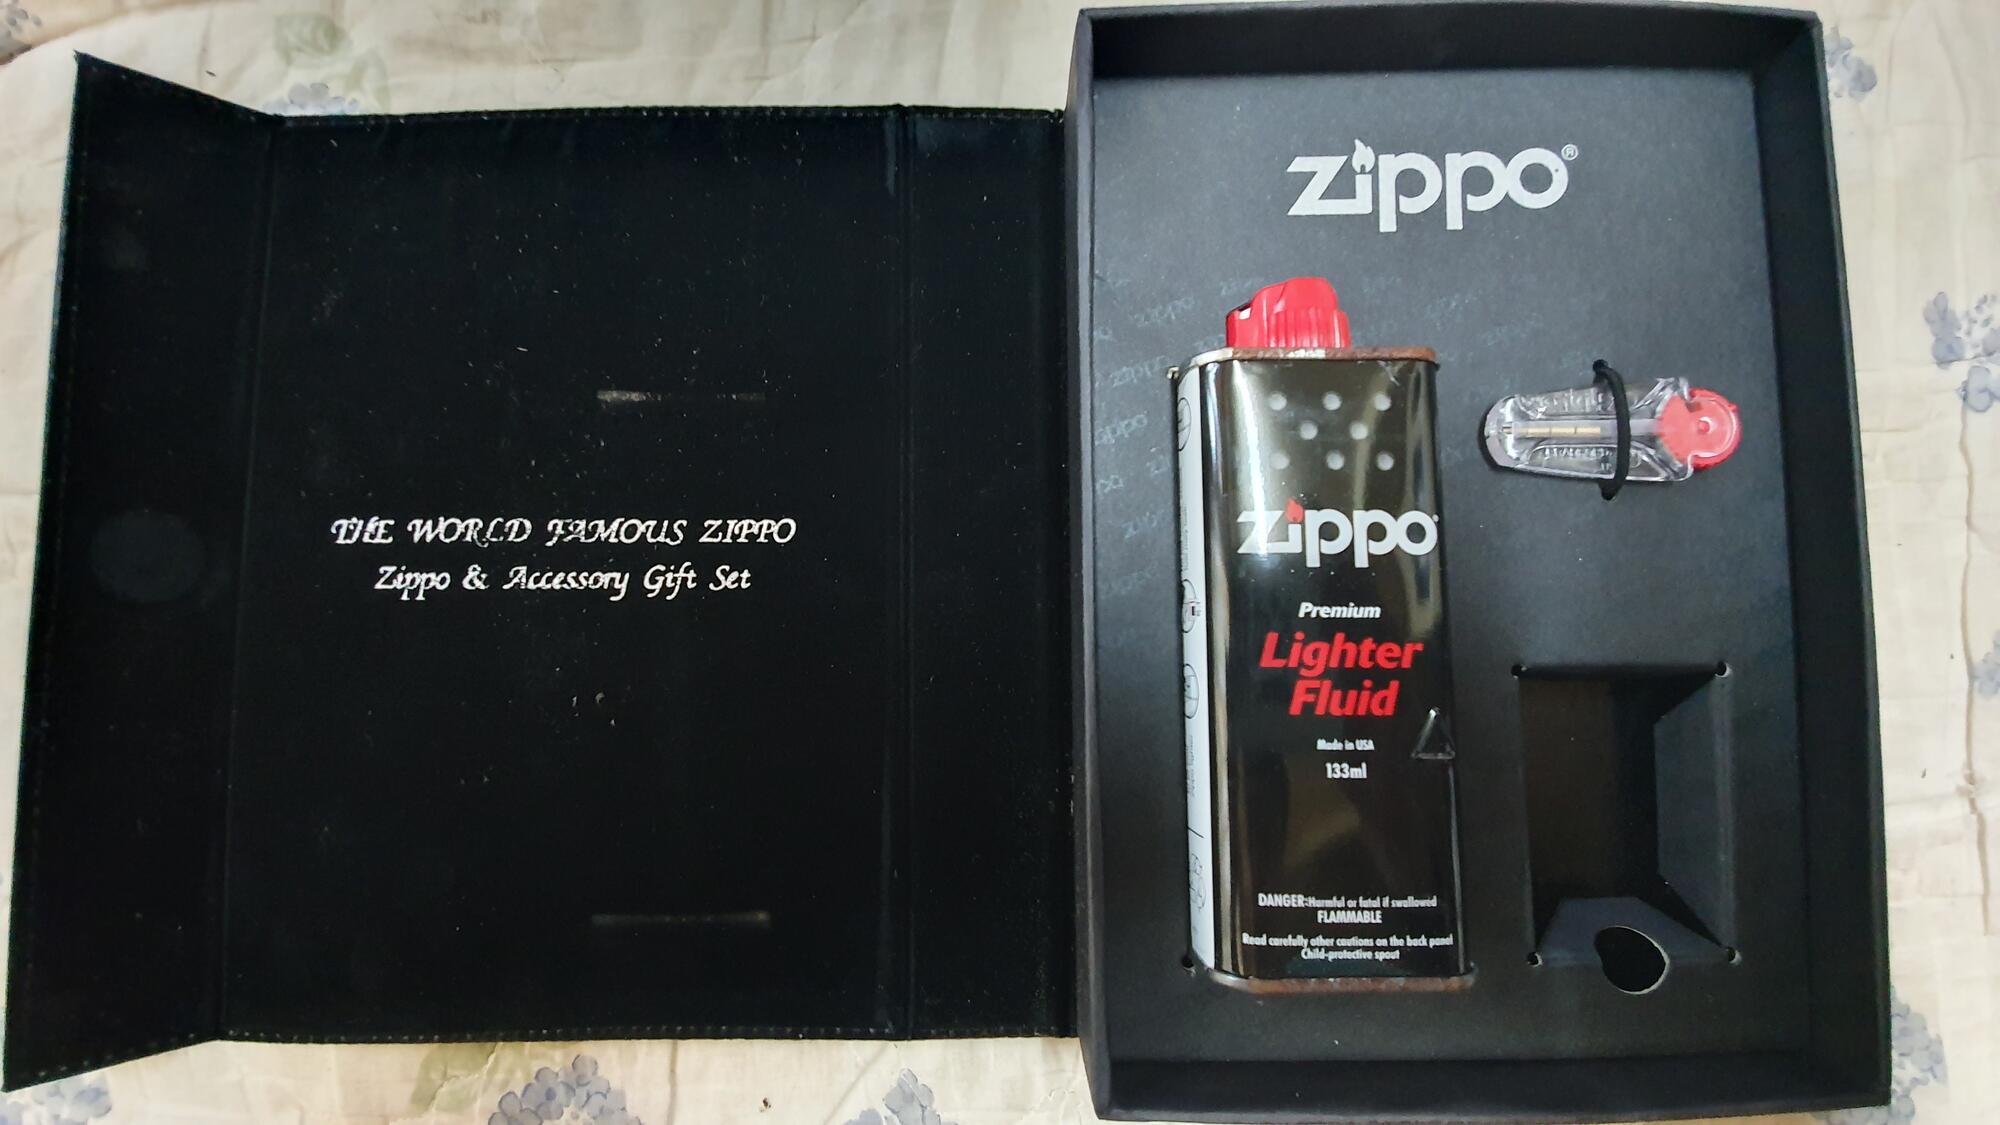 THE WORLD FAMOUS ZIPPO
Zippo & Accessory Gift Set
zippo®
zippo
Premium
Lighter
Fluid
Made in USA
133ml
DANGER:Harmful or fatal if swallowed
FLAMMABLE
Read carefully other cautions on the back panel
Child-protective spout